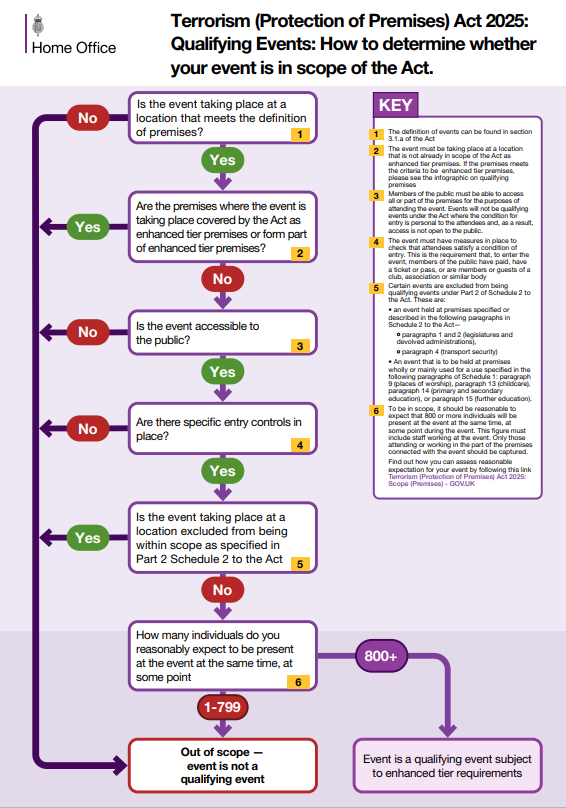 Home Office
Terrorism (Protection of Premises) Act 2025:
Qualifying Events: How to determine whether
your event is in scope of the Act.
Is the event taking place at a
location that meets the definition
of premises?
1
No
Yes
Are the premises where the event is
taking place covered by the Act as
enhanced tier premises or form part
of enhanced tier premises?
2
Yes
No
Is the event accessible to
the public?
3
No
Yes
Are there specific entry controls in
place?
4
No
Yes
Is the event taking place at a
location excluded from being
within scope as specified in
Part 2 Schedule 2 to the Act
5
Yes
No
How many individuals do you
reasonably expect to be present
at the event at the same time, at
some point
6
800+
1-799
Out of scope —
event is not a
qualifying event
Event is a qualifying event subject
to enhanced tier requirements
KEY
1 The definition of events can be found in section
3.1.a of the Act
2 The event must be taking place at a location
that is not already in scope of the Act as
enhanced tier premises. If the premises meets
the criteria to be enhanced tier premises,
please see the infographic on qualifying
premises
3 Members of the public must be able to access
all or part of the premises for the purposes of
attending the event. Events will not be qualifying
events under the Act where the condition for
entry is personal to the attendees and, as a result,
access is not open to the public.
4 The event must have measures in place to
check that attendees satisfy a condition of
entry. This is the requirement that, to enter the
event, members of the public have paid, have
a ticket or pass, or are members or guests of a
club, association or similar body
5 Certain events are excluded from being
qualifying events under Part 2 of Schedule 2 to
the Act. These are:
• an event held at premises specified or
described in the following paragraphs in
Schedule 2 to the Act—
paragraphs 1 and 2 (legislatures and
devolved administrations),
paragraph 4 (transport security)
• An event that is to be held at premises
wholly or mainly used for a use specified in the
following paragraphs of Schedule 1: paragraph
9 (places of worship), paragraph 13 (childcare),
paragraph 14 (primary and secondary
education), or paragraph 15 (further education).
6 To be in scope, it should be reasonable to
expect that 800 or more individuals will be
present at the event at the same time, at
some point during the event. This figure must
include staff working at the event. Only those
attending or working in the part of the premises
connected with the event should be captured.
Find out how you can assess reasonable
expectation for your event by following this link
Terrorism (Protection of Premises) Act 2025:
Scope (Premises) - GOV.UK